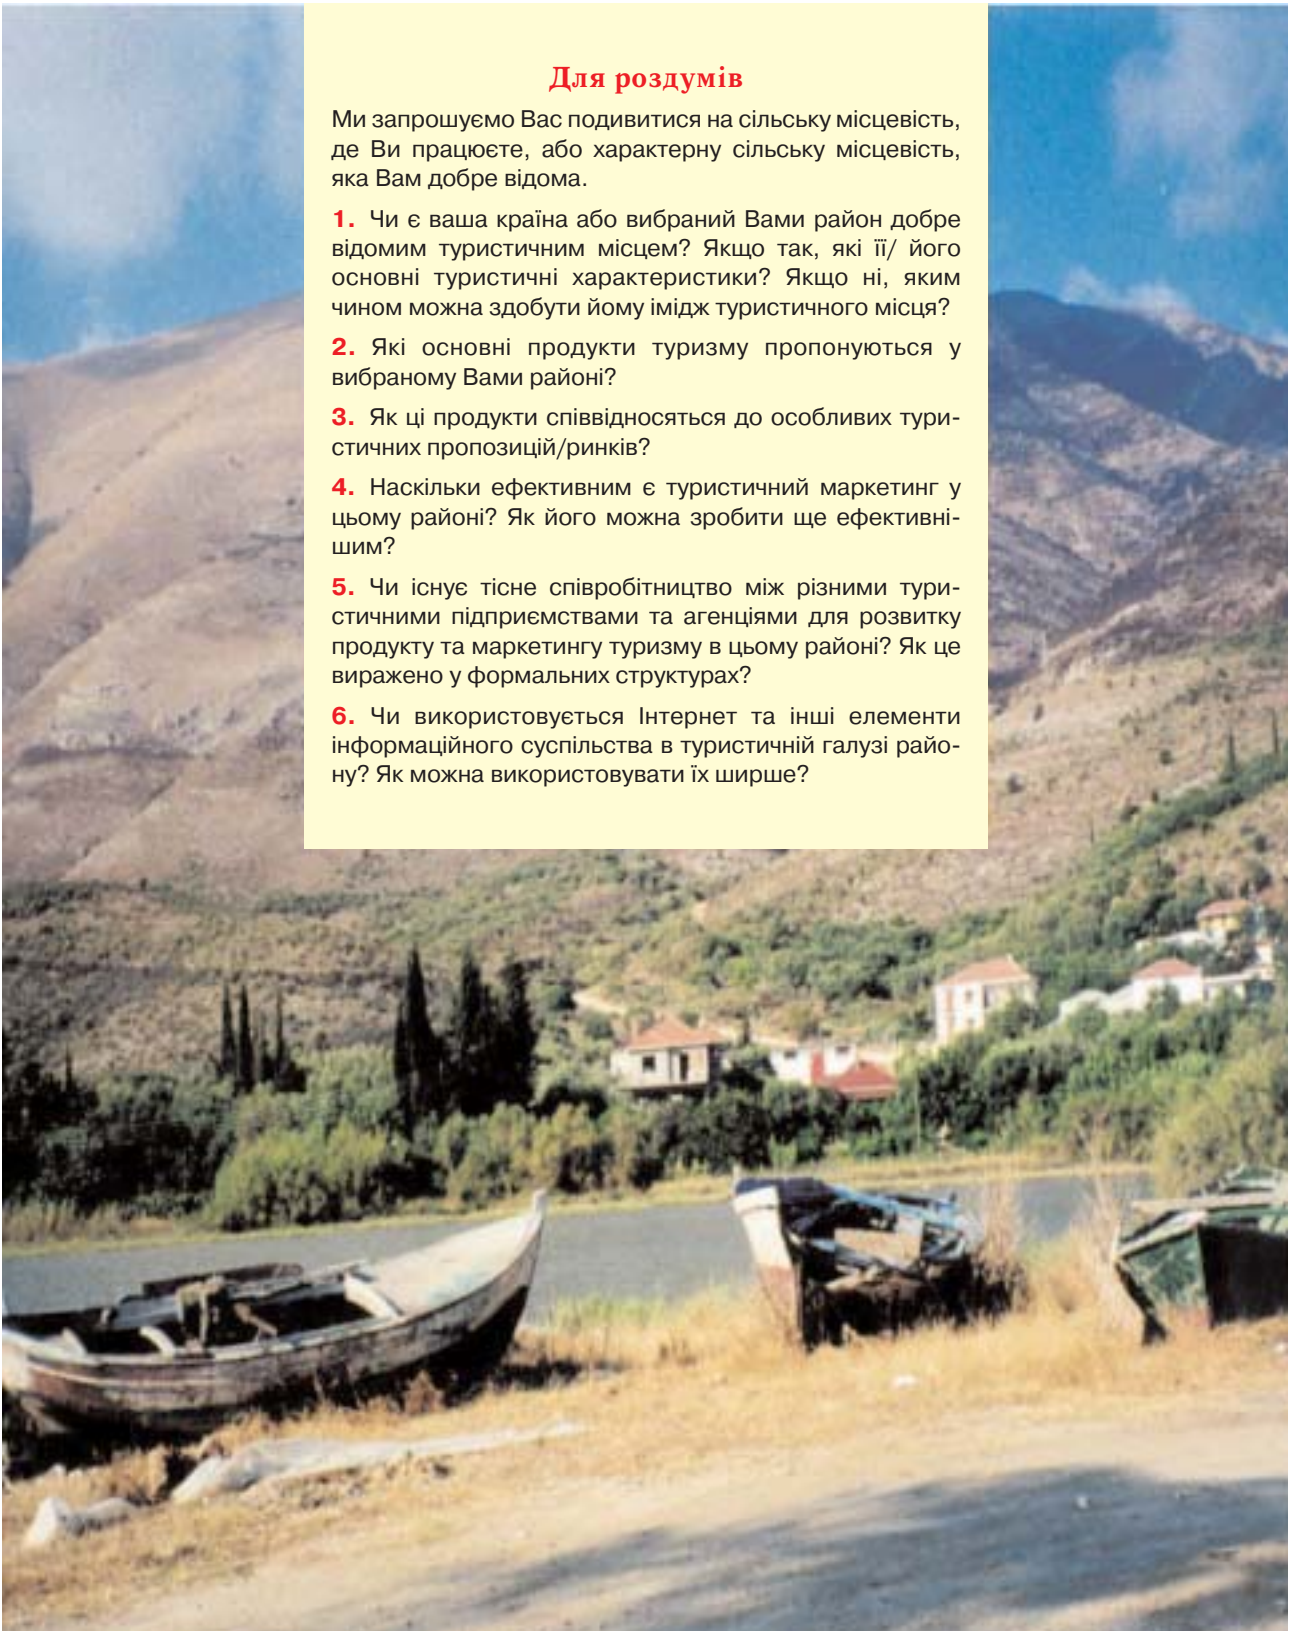 Для роздумів
Ми запрошуємо Вас подивитися на сільську місцевість,
де Ви працюєте, або характерну сільську місцевість,
яка Вам добре відома.
1. Чи є ваша країна або вибраний Вами район добре
відомим туристичним місцем? Якщо так, які її/ його
основні туристичні характеристики? Якщо ні, яким
чином можна здобути йому імідж туристичного місця?
2. Які основні продукти туризму пропонуються у
вибраному Вами районі?
3. Як ці продукти співвідносяться до особливих тури-
стичних пропозицій/ринків?
4. Наскільки ефективним є туристичний маркетинг у
цьому районі? Як його можна зробити ще ефективні-
шим?
5. Чи існує тісне співробітництво між різними тури-
стичними підприємствами та агенціями для розвитку
продукту та маркетингу туризму в цьому районі? Як це
виражено у формальних структурах?
6. Чи використовується Інтернет та інші елементи
інформаційного суспільства в туристичній галузі райо-
ну? Як можна використовувати їх ширше?